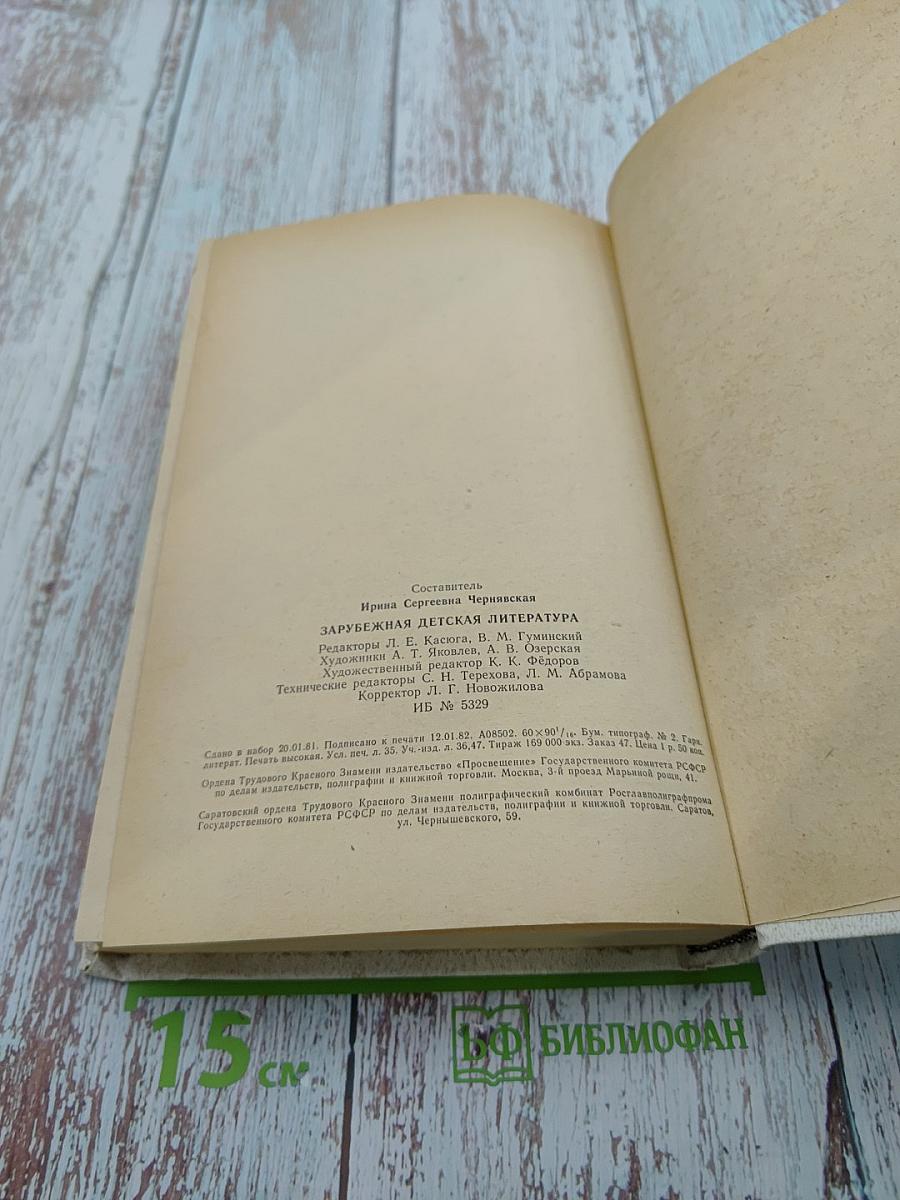 Составитель
Ирина Сергеевна Чернявская
ЗАРУБЕЖНАЯ ДЕТСКАЯ ЛИТЕРАТУРА
Редакторы Л. Е. Касюга, В. М. Гуминский
Художники А. Т. Яковлев, А. В. Озерская
Художественный редактор К. К. Фёдоров
Технические редакторы С. Н. Терехова, Л. М. Абрамова
Корректор Л. Г. Новожилова
ИБ № 5329
Сдано в набор 20.01.81. Подписано к печати 12.01.82. А08502. 60×90¹/₁₆. Бум. типограф. № 2. Гарн.
литерат. Печать высокая. Усл. печ. л. 35. Уч.-изд. л. 36,47. Тираж 169 000 экз. Заказ 47. Цена 1 р. 50 коп.
Ордена Трудового Красного Знамени издательство «Просвещение» Государственного комитета РСФСР
по делам издательств, полиграфии и книжной торговли. Москва, 3-й проезд Марьиной рощи, 41.
Саратовский ордена Трудового Красного Знамени полиграфический комбинат Росглавполиграфпрома
Государственного комитета РСФСР по делам издательств, полиграфии и книжной торговли. Саратов,
ул. Чернышевского, 59.
15 см
БФ БИБЛИОФАН